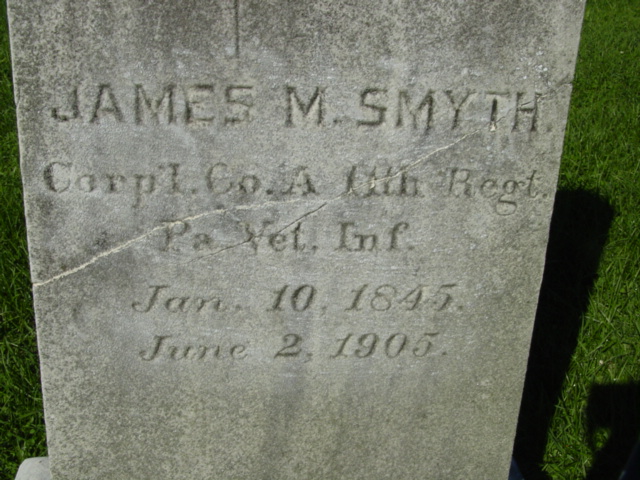 JAMES M. SMYTH.
Corp'l. Co. A 11th Regt.
Pa Vet. Inf.
Jan. 10, 1845.
June 2, 1905.